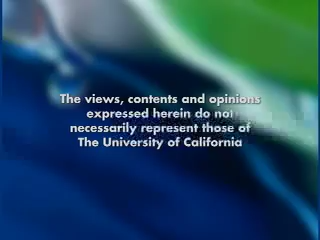 The views, contents and opinions
expressed herein do not
necessarily represent those of
The University of California